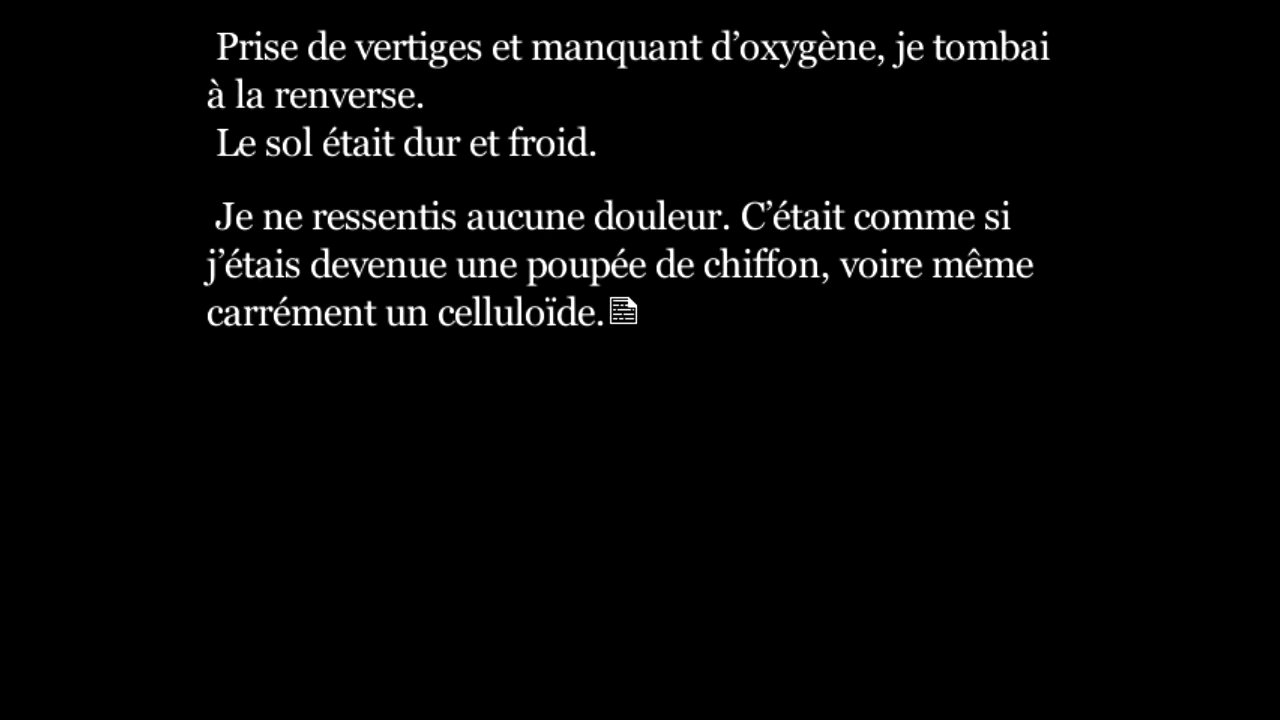 Prise de vertiges et manquant d’oxygène, je tombai
à la renverse.
Le sol était dur et froid.
Je ne ressentis aucune douleur. C’était comme si
j’étais devenue une poupée de chiffon, voire même
carrément un celluloïde.